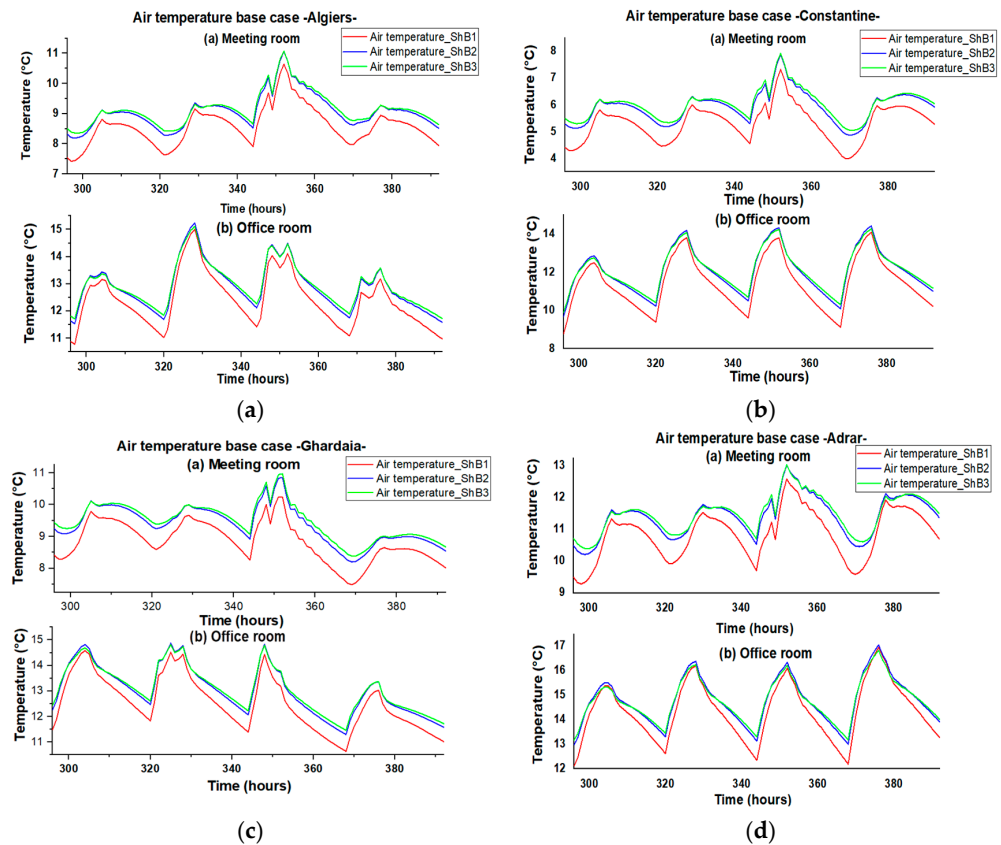 Air temperature base case -Algiers-
(a) Meeting room
Air temperature_ShB1
Air temperature_ShB2
Air temperature_ShB3
Temperature (°C)
11
10
9
8
7
300 320 340 360 380
Time (hours)
(b) Office room
Temperature (°C)
15
14
13
12
11
300 320 340 360 380
Time (hours)
(a)
Air temperature base case -Constantine-
(a) Meeting room
Air temperature_ShB1
Air temperature_ShB2
Air temperature_ShB3
Temperature (°C)
8
7
6
5
4
300 320 340 360 380
Time (hours)
(b) Office room
Temperature (°C)
14
12
10
300 320 340 360 380
Time (hours)
(b)
Air temperature base case -Ghardaia-
(a) Meeting room
Air temperature_ShB1
Air temperature_ShB2
Air temperature_ShB3
Temperature (°C)
11
10
9
8
300 320 340 360 380
(b) Office room
Temperature (°C)
15
14
13
12
11
300 320 340 360 380
Time (hours)
(c)
Air temperature base case -Adrar-
(a) Meeting room
Air temperature_ShB1
Air temperature_ShB2
Air temperature_ShB3
Temperature (°C)
13
12
11
10
9
300 320 340 360 380
Time (hours)
(b) Office room
Temperature (°C)
17
16
15
14
13
12
300 320 340 360 380
Time (hours)
(d)